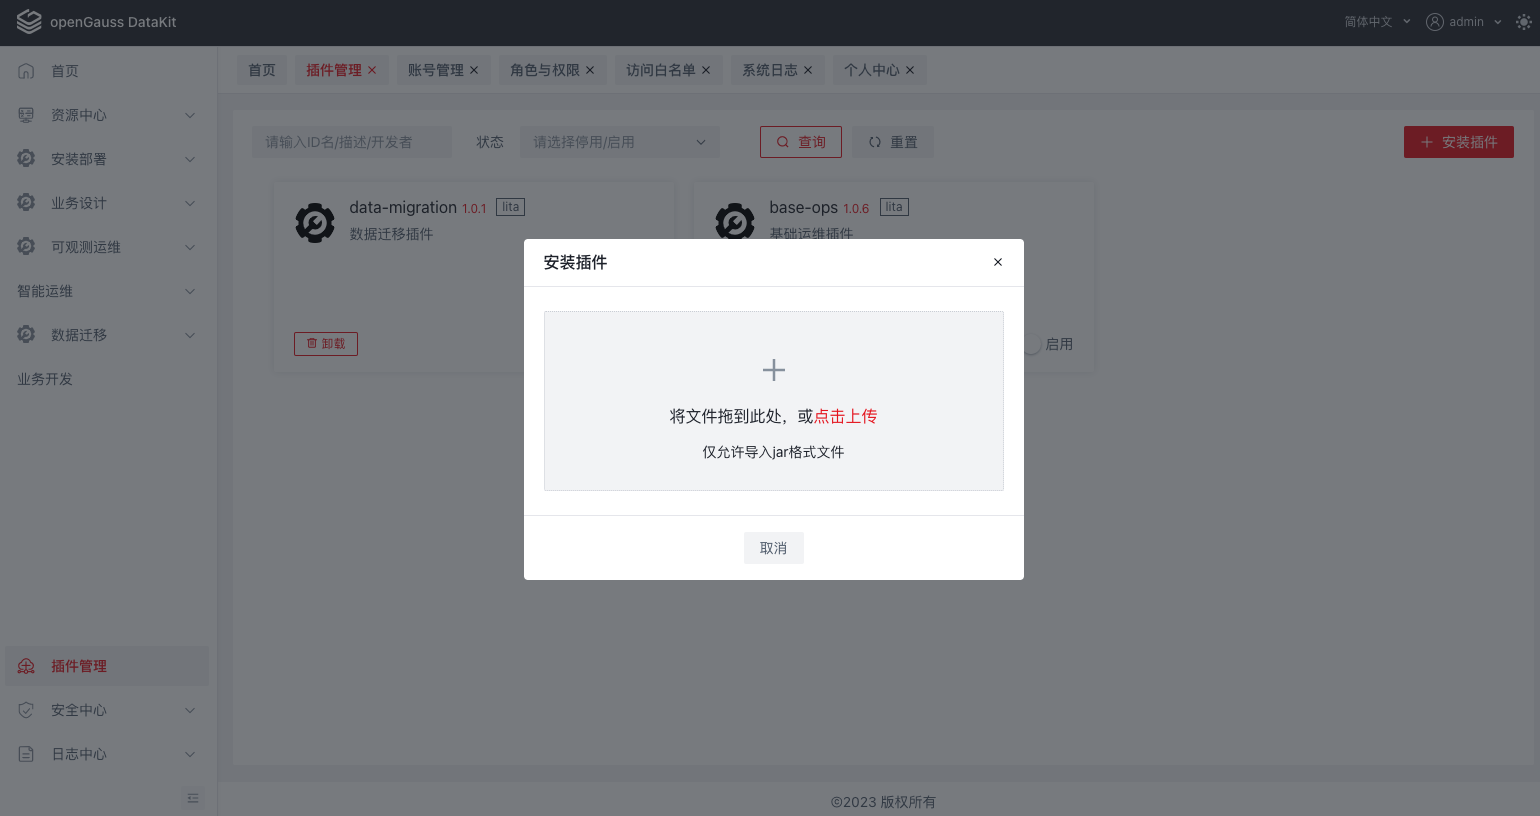 openGauss DataKit
简体中文
admin
首页
资源中心
安装部署
业务设计
可观测运维
智能运维
数据迁移
业务开发
插件管理
安全中心
日志中心
首页 插件管理 账号管理 角色与权限 访问白名单 系统日志 个人中心
请输入ID名/描述/开发者 状态 请选择停用/启用 查询 重置 安装插件
data-migration 1.0.1 lita
数据迁移插件
卸载
base-ops 1.0.6 lita
基础运维插件
启用
安装插件
将文件拖到此处，或点击上传
仅允许导入jar格式文件
取消
©2023 版权所有